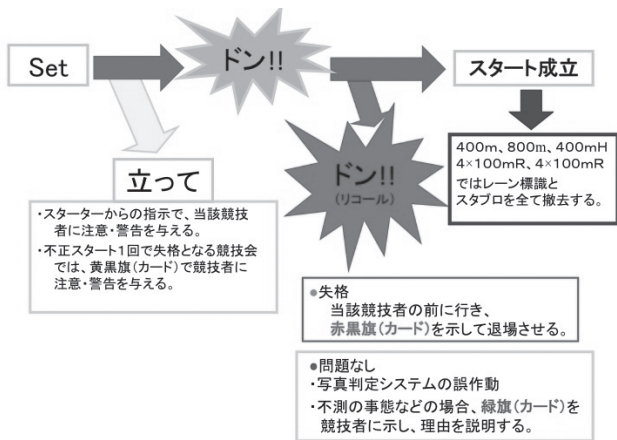 Set
ドン!!
スタート成立
400m、800m、400mH
4×100mR、4×100mR
ではレーン標識と
スタブロを全て撤去する。
立って
・スターターからの指示で、当該競技
者に注意・警告を与える。
・不正スタート1回で失格となる競技会
では、黄黒旗(カード)で競技者に
注意・警告を与える。
ドン!!
(リコール)
●失格
当該競技者の前に行き、
赤黒旗(カード)を示して退場させる。
●問題なし
・写真判定システムの誤作動
・不測の事態などの場合、緑旗(カード)を
競技者に示し、理由を説明する。